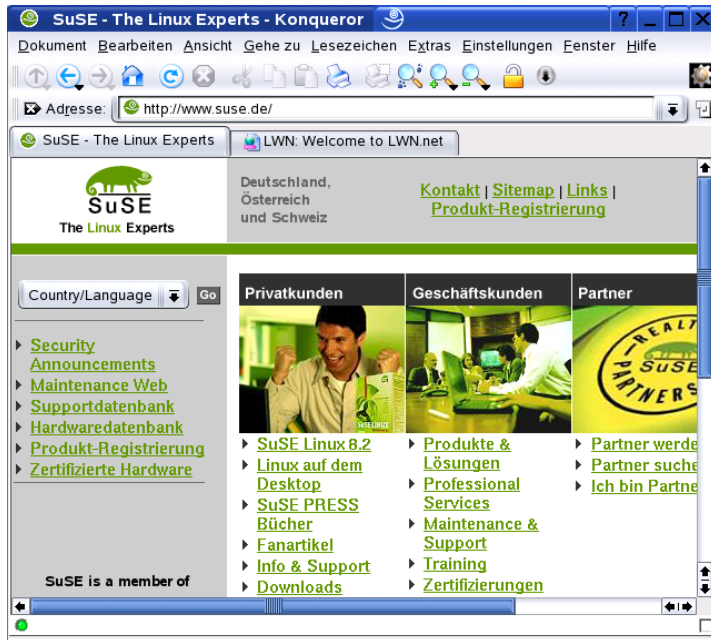 SuSE - The Linux Experts - Konqueror
Dokument Bearbeiten Ansicht Gehe zu Lesezeichen Extras Einstellungen Fenster Hilfe
Adresse: http://www.suse.de/
SuSE - The Linux Experts
LWN: Welcome to LWN.net
SuSE
The Linux Experts
Deutschland,
Österreich
und Schweiz
Kontakt | Sitemap | Links |
Produkt-Registrierung
Country/Language
Go
Security
Announcements
Maintenance Web
Supportdatenbank
Hardwaredatenbank
Produkt-Registrierung
Zertifizierte Hardware
SuSE is a member of
Privatkunden
SuSE Linux 8.2
Linux auf dem
Desktop
SuSE PRESS
Bücher
Fanartikel
Info & Support
Downloads
Geschäftskunden
Produkte &
Lösungen
Professional
Services
Maintenance &
Support
Training
Zertifizierungen
Partner
REALTY
SuSE
PARTNERS
Partner werde
Partner suche
Ich bin Partne